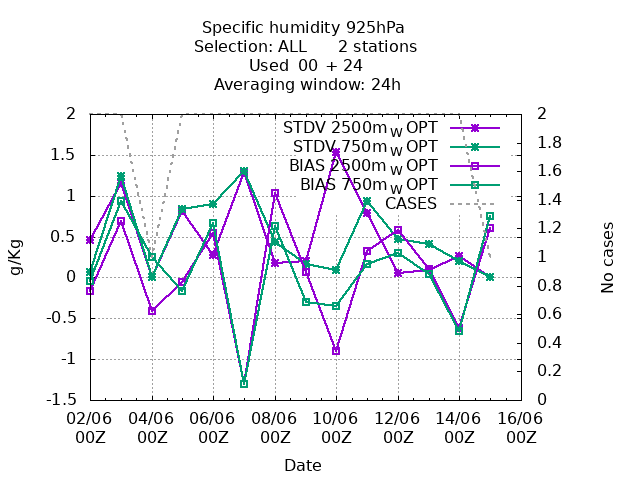 Specific humidity 925hPa
Selection: ALL 2 stations
Used 00 + 24
Averaging window: 24h
STDV 2500m_W OPT
STDV 750m_W OPT
BIAS 2500m_W OPT
BIAS 750m_W OPT
CASES
g/Kg
2
1.5
1
0.5
0
-0.5
-1
-1.5
No cases
2
1.8
1.6
1.4
1.2
1
0.8
0.6
0.4
0.2
0
02/06 04/06 06/06 08/06 10/06 12/06 14/06 16/06
00Z 00Z 00Z 00Z 00Z 00Z 00Z 00Z
Date